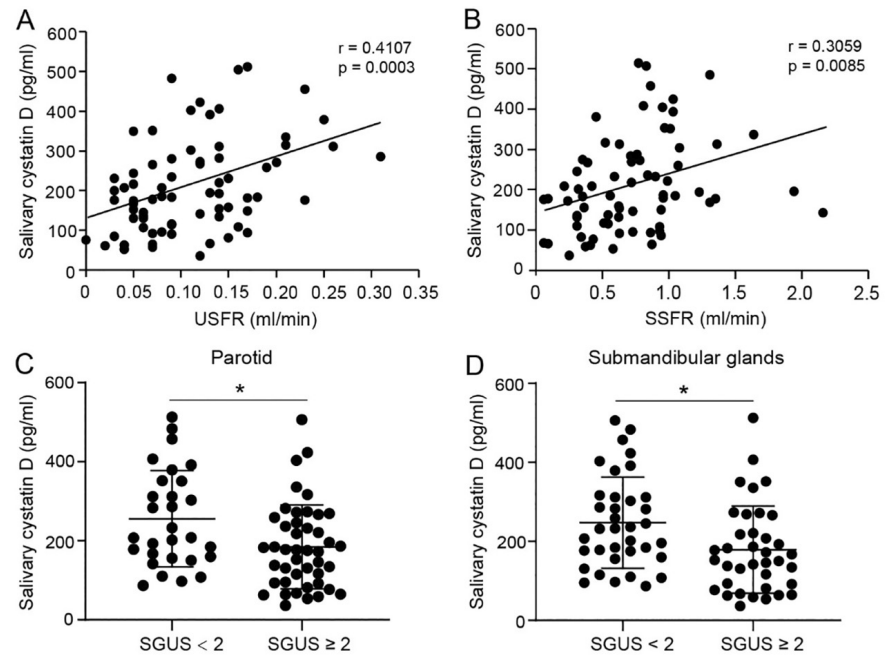 A
Salivary cystatin D (pg/ml)
600
500
400
300
200
100
0
r = 0.4107
p = 0.0003
0
0.05
0.10
0.15
0.20
0.25
0.30
0.35
USFR (ml/min)
B
Salivary cystatin D (pg/ml)
600
500
400
300
200
100
0
r = 0.3059
p = 0.0085
0
0.5
1.0
1.5
2.0
2.5
SSFR (ml/min)
C
Parotid
Salivary cystatin D (pg/ml)
600
400
200
0
*
SGUS < 2
SGUS ≥ 2
D
Submandibular glands
Salivary cystatin D (pg/ml)
600
400
200
0
*
SGUS < 2
SGUS ≥ 2